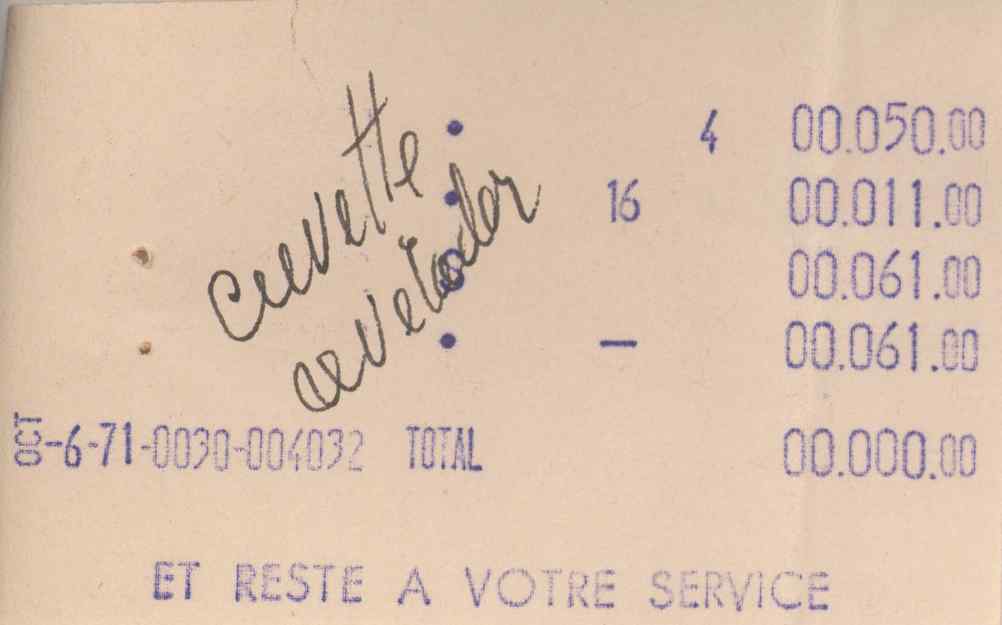 4 00.050.00
16 00.011.00
00.061.00
— 00.061.00
cuvette
OCT-6-71-0030-004032 TOTAL 00.000.00
ET RESTE A VOTRE SERVICE